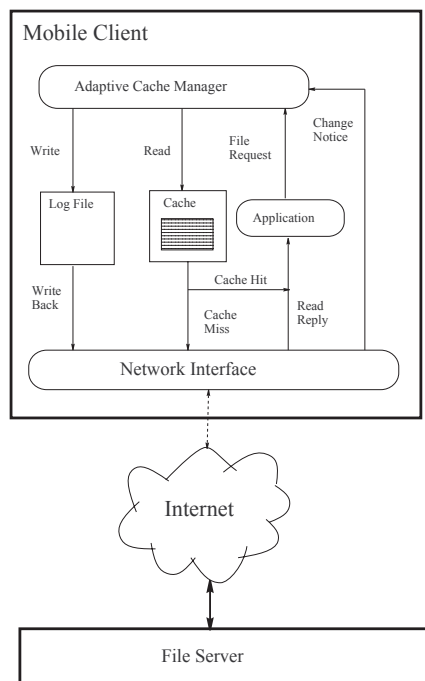 Mobile Client
Adaptive Cache Manager
Write
Read
File
Request
Change
Notice
Log File
Cache
Application
Write
Back
Cache Hit
Cache
Miss
Read
Reply
Network Interface
Internet
File Server